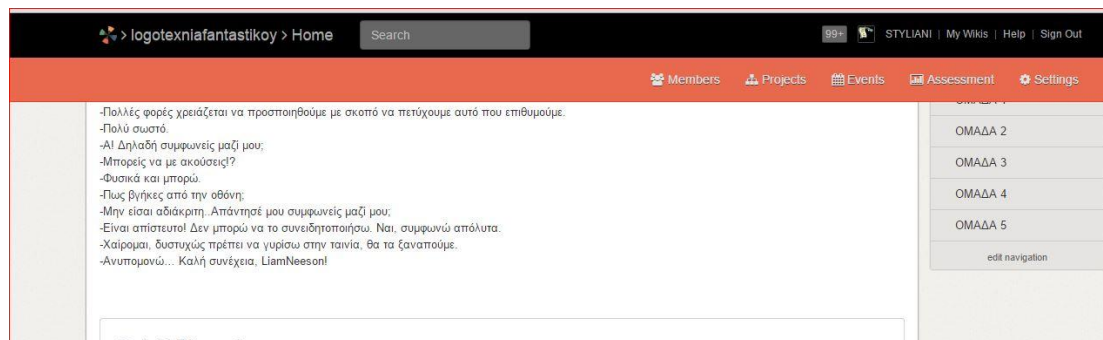 > logotexniafantastikoy > Home
Search
99+ STYLIANI | My Wikis | Help | Sign Out
Members Projects Events Assessment Settings
-Πολλές φορές χρειάζεται να προσποιηθούμε με σκοπό να πετύχουμε αυτό που επιθυμούμε.
-Πολύ σωστό.
-Α! Δηλαδή συμφωνείς μαζί μου;
-Μπορείς να με ακούσεις!?
-Φυσικά και μπορώ.
-Πως βγήκες από την οθόνη;
-Μην είσαι αδιάκριτη..Απάντησέ μου συμφωνείς μαζί μου;
-Είναι απίστευτο! Δεν μπορώ να το συνειδητοποιήσω. Ναι, συμφωνώ απόλυτα.
-Χαίρομαι, δυστυχώς πρέπει να γυρίσω στην ταινία, θα τα ξαναπούμε.
-Ανυπομονώ… Καλή συνέχεια, LiamNeeson!
ΟΜΑΔΑ 2
ΟΜΑΔΑ 3
ΟΜΑΔΑ 4
ΟΜΑΔΑ 5
edit navigation